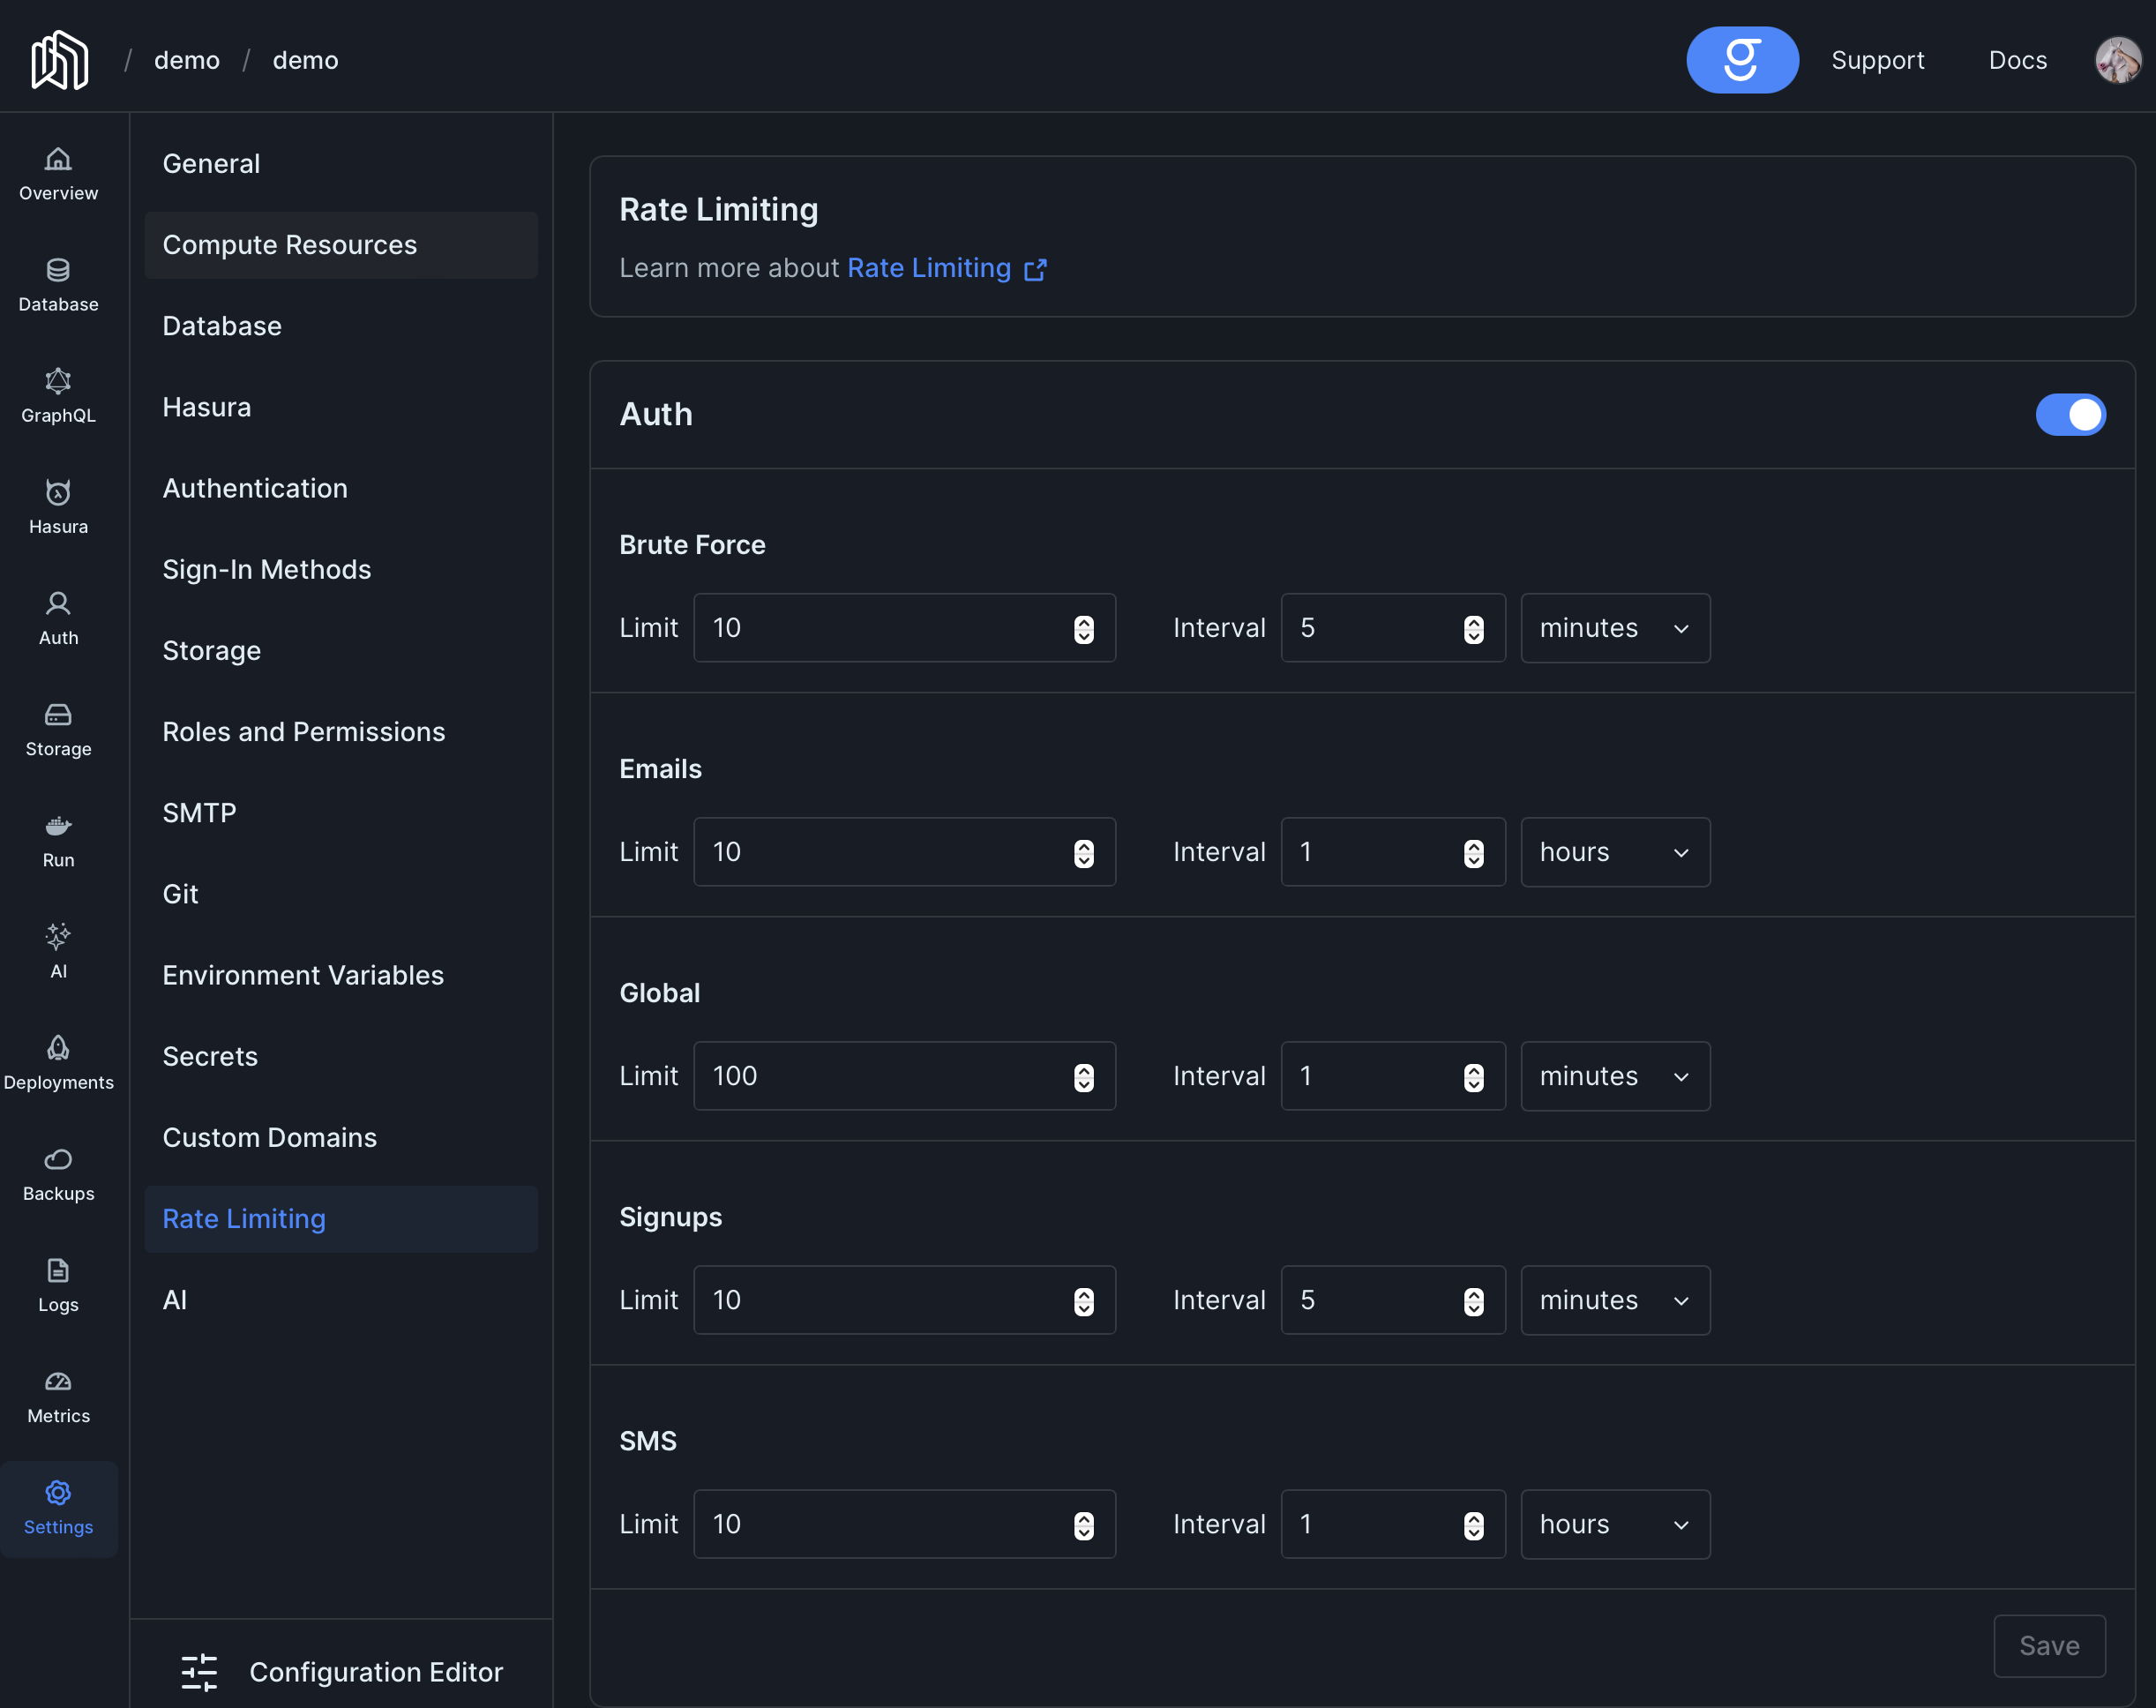 / demo / demo
Support
Docs
Overview
Database
GraphQL
Hasura
Auth
Storage
Run
AI
Deployments
Backups
Logs
Metrics
Settings
General
Compute Resources
Database
Hasura
Authentication
Sign-In Methods
Storage
Roles and Permissions
SMTP
Git
Environment Variables
Secrets
Custom Domains
Rate Limiting
AI
Configuration Editor
Rate Limiting
Learn more about Rate Limiting
Auth
Brute Force
Limit 10 Interval 5 minutes
Emails
Limit 10 Interval 1 hours
Global
Limit 100 Interval 1 minutes
Signups
Limit 10 Interval 5 minutes
SMS
Limit 10 Interval 1 hours
Save